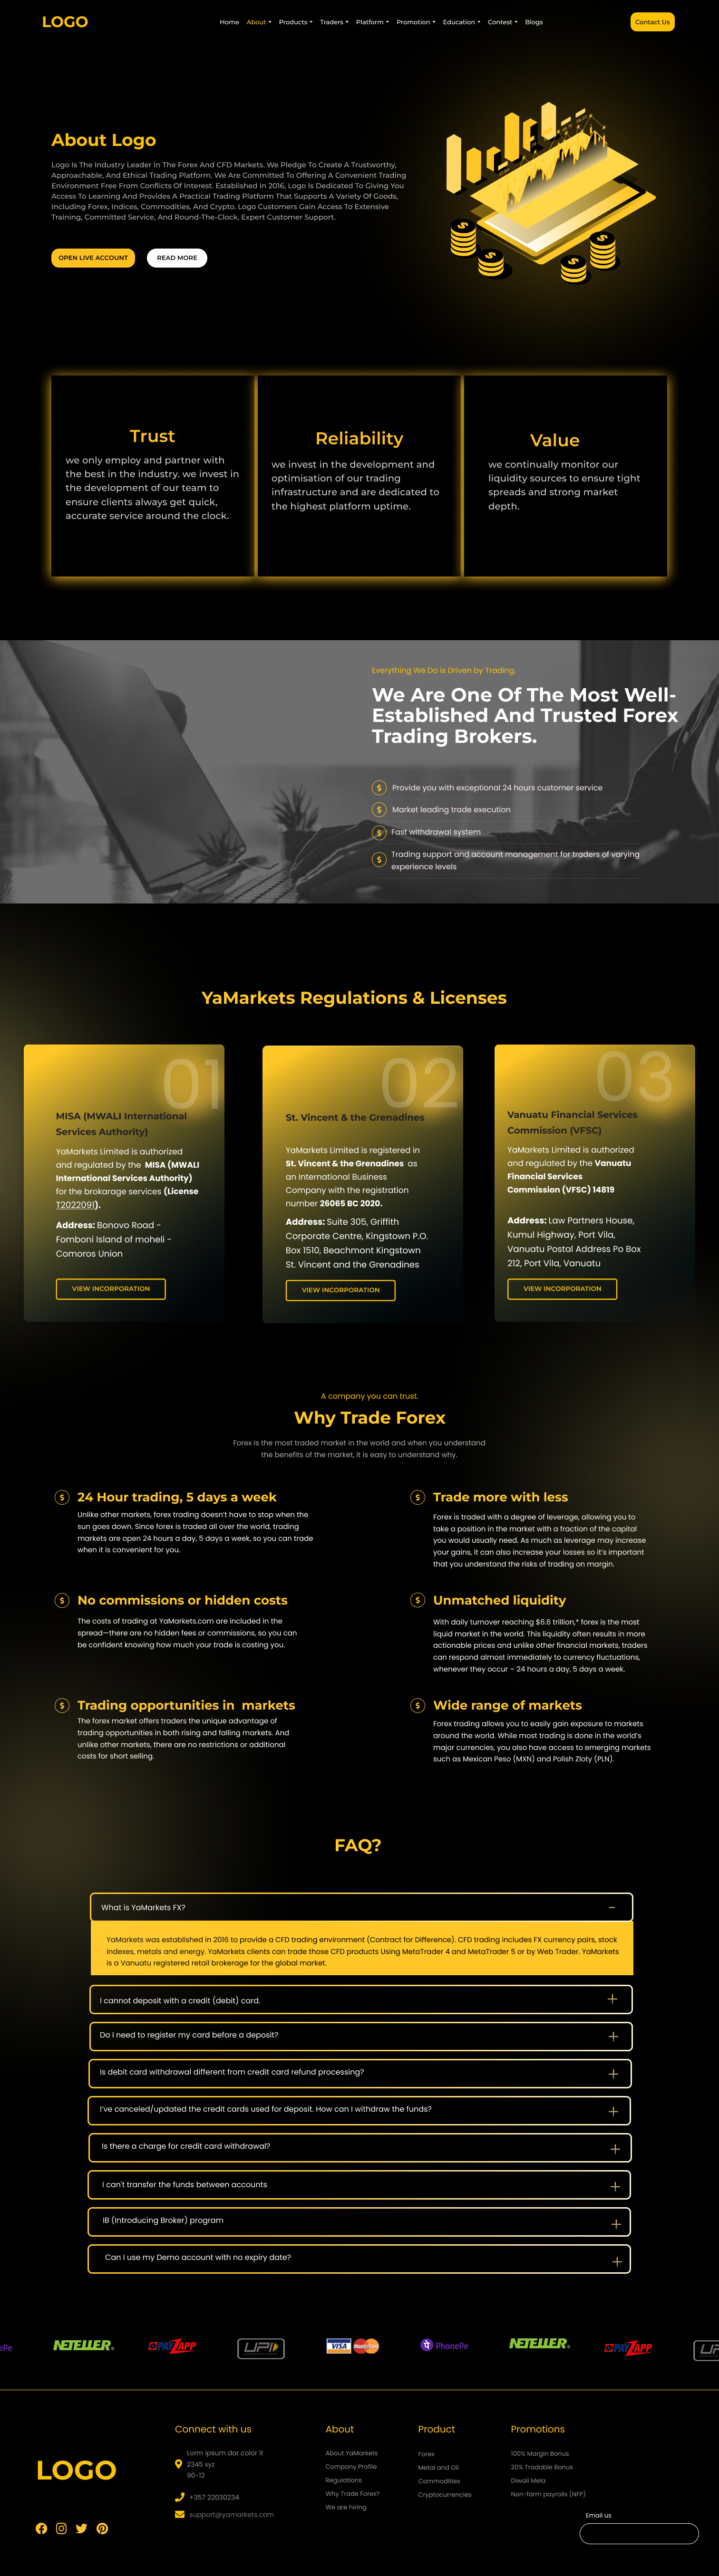 LOGO
Home About Products Traders Platform Promotion Education Contest Blogs
Contact Us
About Logo
Logo Is The Industry Leader In The Forex And CFD Markets. We Pledge To Create A Trustworthy,
Approachable, And Ethical Trading Platform. We Are Committed To Offering A Convenient Trading
Environment Free From Conflicts Of Interest. Established In 2016, Logo Is Dedicated To Giving You
Access To Learning And Provides A Practical Trading Platform That Supports A Variety Of Goods,
Including Forex, Indices, Commodities, And Crypto. Logo Customers Gain Access To Extensive
Training, Committed Service, And Round-The-Clock, Expert Customer Support.
OPEN LIVE ACCOUNT
READ MORE
Trust
we only employ and partner with
the best in the industry. we invest in
the development of our team to
ensure clients always get quick,
accurate service around the clock.
Reliability
we invest in the development and
optimisation of our trading
infrastructure and are dedicated to
the highest platform uptime.
Value
we continually monitor our
liquidity sources to ensure tight
spreads and strong market
depth.
Everything We Do is Driven by Trading.
We Are One Of The Most Well-
Established And Trusted Forex
Trading Brokers.
Provide you with exceptional 24 hours customer service
Market leading trade execution
Fast withdrawal system
Trading support and account management for traders of varying
experience levels
YaMarkets Regulations & Licenses
01
MISA (MWALI International
Services Authority)
YaMarkets Limited is authorized
and regulated by the MISA (MWALI
International Services Authority)
for the brokarage services (License
T2022091).
Address: Bonovo Road -
Fomboni Island of moheli -
Comoros Union
VIEW INCORPORATION
02
St. Vincent & the Grenadines
YaMarkets Limited is registered in
St. Vincent & the Grenadines as
an International Business
Company with the registration
number 26065 BC 2020.
Address: Suite 305, Griffith
Corporate Centre, Kingstown P.O.
Box 1510, Beachmont Kingstown
St. Vincent and the Grenadines
VIEW INCORPORATION
03
Vanuatu Financial Services
Commission (VFSC)
YaMarkets Limited is authorized
and regulated by the Vanuatu
Financial Services
Commission (VFSC) 14819
Address: Law Partners House,
Kumul Highway, Port Vila,
Vanuatu Postal Address Po Box
212, Port Vila, Vanuatu
VIEW INCORPORATION
A company you can trust.
Why Trade Forex
Forex is the most traded market in the world and when you understand
the benefits of the market, it is easy to understand why.
24 Hour trading, 5 days a week
Unlike other markets, forex trading doesn't have to stop when the
sun goes down. Since forex is traded all over the world, trading
markets are open 24 hours a day, 5 days a week, so you can trade
when it is convenient for you.
Trade more with less
Forex is traded with a degree of leverage, allowing you to
take a position in the market with a fraction of the capital
you would usually need. As much as leverage may increase
your gains, it can also increase your losses so it's important
that you understand the risks of trading on margin.
No commissions or hidden costs
The costs of trading at YaMarkets.com are included in the
spread—there are no hidden fees or commissions, so you can
be confident knowing how much your trade is costing you.
Unmatched liquidity
With daily turnover reaching $6.6 trillion,* forex is the most
liquid market in the world. This liquidity often results in more
actionable prices and unlike other financial markets, traders
can respond almost immediately to currency fluctuations,
whenever they occur – 24 hours a day, 5 days a week.
Trading opportunities in markets
The forex market offers traders the unique advantage of
trading opportunities in both rising and falling markets. And
unlike other markets, there are no restrictions or additional
costs for short selling.
Wide range of markets
Forex trading allows you to easily gain exposure to markets
around the world. While most trading is done in the world's
major currencies, you also have access to emerging markets
such as Mexican Peso (MXN) and Polish Zloty (PLN).
FAQ?
What is YaMarkets FX?
YaMarkets was established in 2016 to provide a CFD trading environment (Contract for Difference). CFD trading includes FX currency pairs, stock
indexes, metals and energy. YaMarkets clients can trade those CFD products Using MetaTrader 4 and MetaTrader 5 or by Web Trader. YaMarkets
is a Vanuatu registered retail brokerage for the global market.
I cannot deposit with a credit (debit) card.
Do I need to register my card before a deposit?
Is debit card withdrawal different from credit card refund processing?
I've canceled/updated the credit cards used for deposit. How can I withdraw the funds?
Is there a charge for credit card withdrawal?
I can't transfer the funds between accounts
IB (Introducing Broker) program
Can I use my Demo account with no expiry date?
ePe NETELLER PAYZAPP UPI VISA MasterCard PhonePe NETELLER PAYZAPP UP
LOGO
Connect with us
Lorm ipsum dor color it
2345 xyz
90-12
+357 22030234
support@yamarkets.com
About
About YaMarkets
Company Profile
Regulations
Why Trade Forex?
We are hiring
Product
Forex
Metal and Oil
Commodities
Cryptocurrencies
Promotions
100% Margin Bonus
20% Tradable Bonus
Diwali Mela
Non-farm payrolls (NFP)
Email us